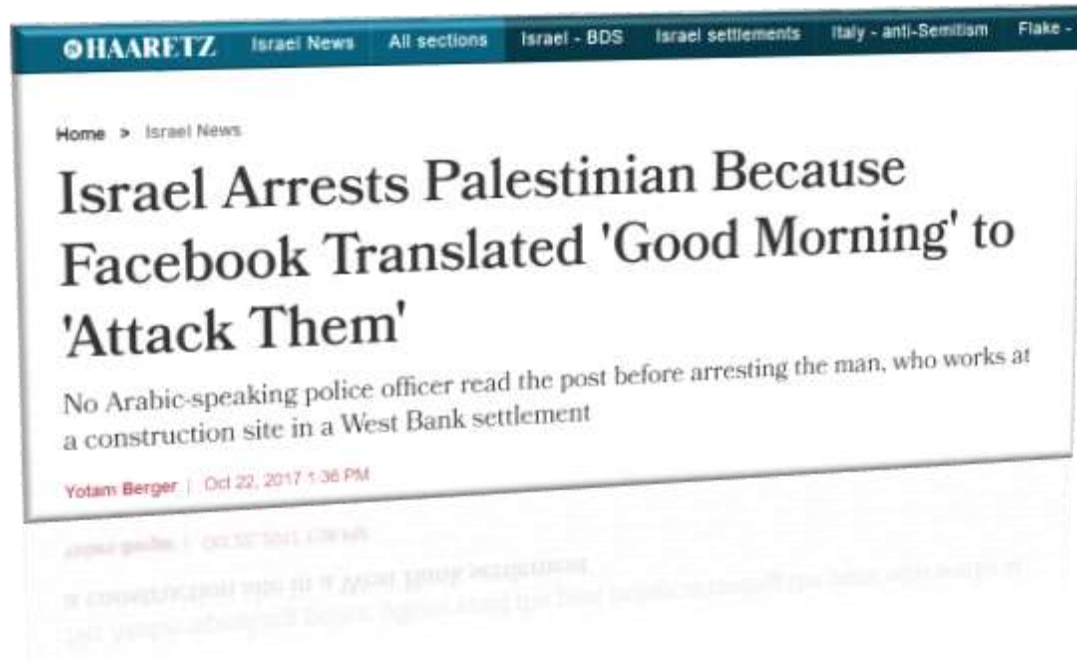 HAARETZ Israel News All sections Israel - BDS Israel settlements Italy - anti-Semitism Flake -
Home > Israel News
Israel Arrests Palestinian Because
Facebook Translated 'Good Morning' to
'Attack Them'
No Arabic-speaking police officer read the post before arresting the man, who works at
a construction site in a West Bank settlement
Yotam Berger | Oct 22, 2017 1:36 PM